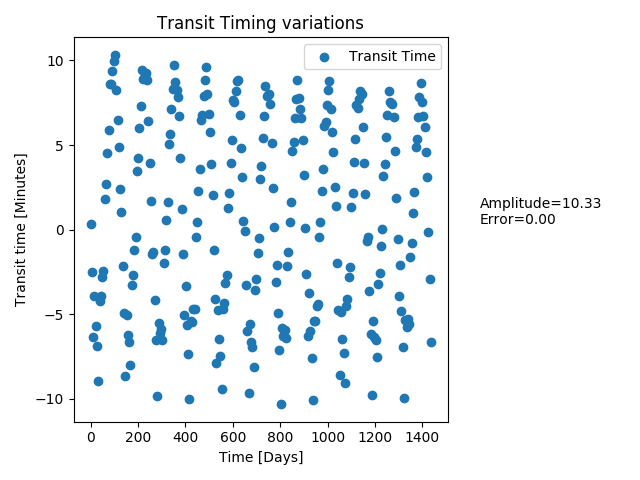 Transit Timing variations
Transit Time
10
5
0
−5
−10
Transit time [Minutes]
0 200 400 600 800 1000 1200 1400
Time [Days]
Amplitude=10.33
Error=0.00